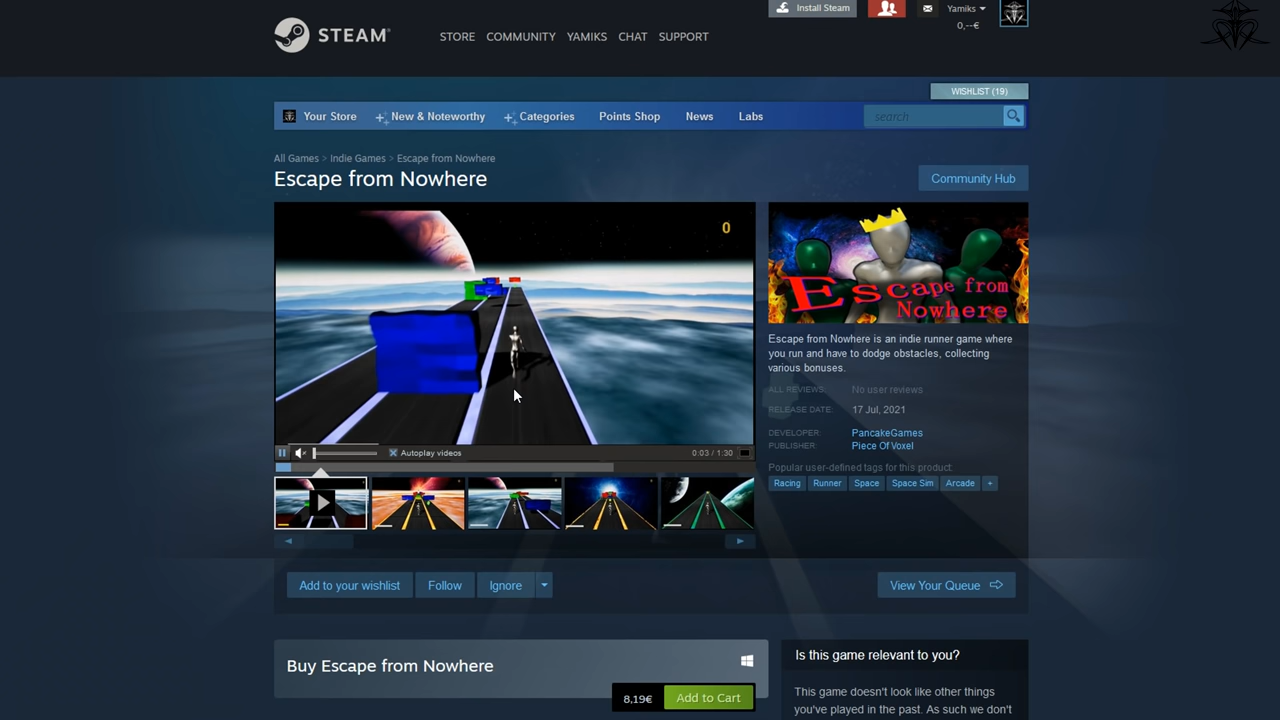 Install Steam
Yamiks
0,--€
STEAM®
STORE COMMUNITY YAMIKS CHAT SUPPORT
WISHLIST (19)
Your Store New & Noteworthy Categories Points Shop News Labs
search
All Games > Indie Games > Escape from Nowhere
Escape from Nowhere
Community Hub
0
Escape from
Nowhere
Escape from Nowhere is an indie runner game where
you run and have to dodge obstacles, collecting
various bonuses.
ALL REVIEWS: No user reviews
RELEASE DATE: 17 Jul, 2021
DEVELOPER: PancakeGames
PUBLISHER: Piece Of Voxel
Popular user-defined tags for this product:
Racing Runner Space Space Sim Arcade +
Autoplay videos
0:03 / 1:30
Add to your wishlist Follow Ignore
View Your Queue
Buy Escape from Nowhere
8,19€ Add to Cart
Is this game relevant to you?
This game doesn't look like other things
you've played in the past. As such we don't